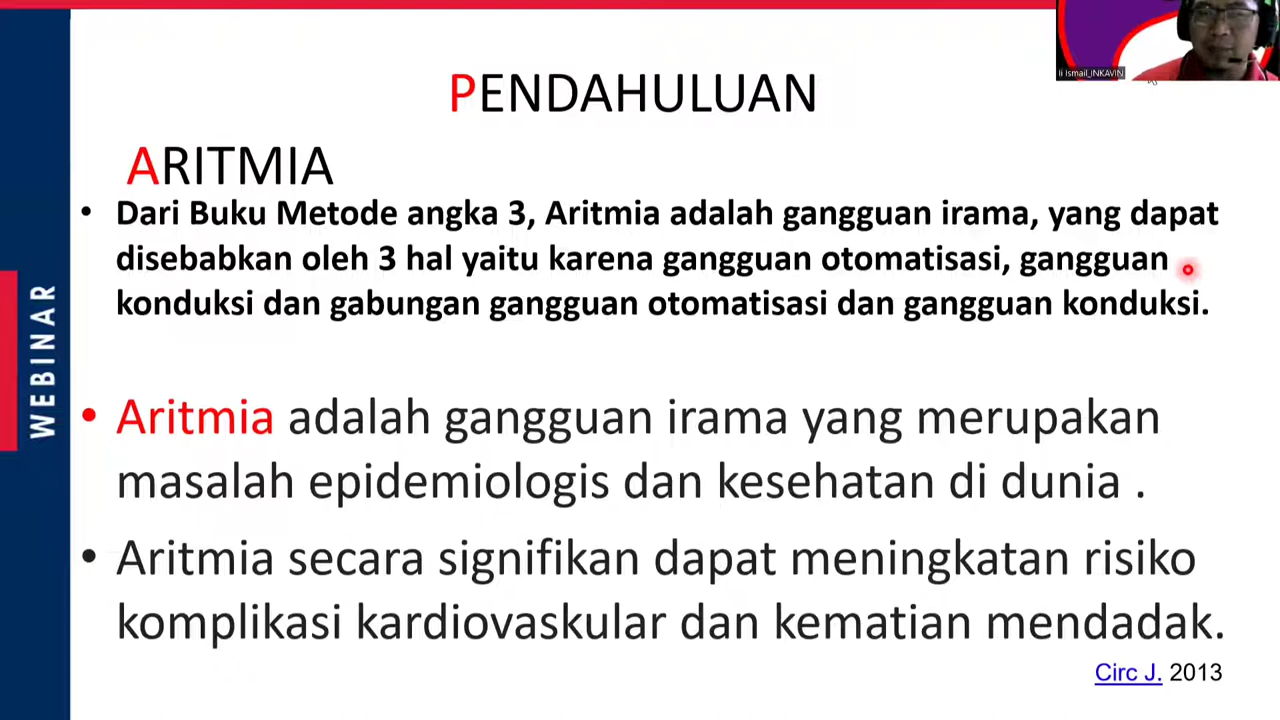 PENDAHULUAN
ARITMIA
• Dari Buku Metode angka 3, Aritmia adalah gangguan irama, yang dapat
disebabkan oleh 3 hal yaitu karena gangguan otomatisasi, gangguan
konduksi dan gabungan gangguan otomatisasi dan gangguan konduksi.
• Aritmia adalah gangguan irama yang merupakan
masalah epidemiologis dan kesehatan di dunia .
• Aritmia secara signifikan dapat meningkatan risiko
komplikasi kardiovaskular dan kematian mendadak.
Circ J. 2013
WEBINAR
Ii Ismail_INKAVIN